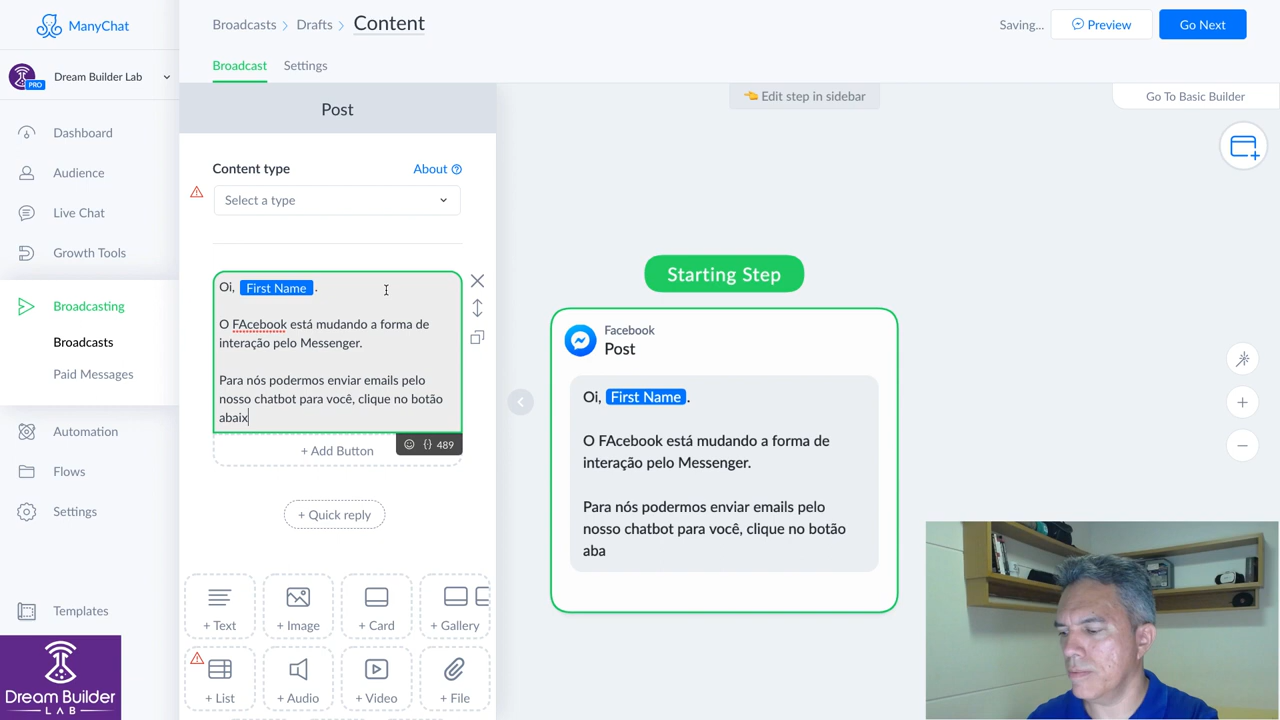 ManyChat
Broadcasts
Drafts
Content
Saving...
Preview
Go Next
PRO
Dream Builder Lab
Broadcast
Settings
Dashboard
Audience
Live Chat
Growth Tools
Broadcasting
Broadcasts
Paid Messages
Automation
Flows
Settings
Templates
Dream Builder
LAB
Post
Content type
About
Select a type
Oi, First Name .
O FAcebook está mudando a forma de
interação pelo Messenger.
Para nós podermos enviar emails pelo
nosso chatbot para você, clique no botão
abaix
{} 489
+ Add Button
+ Quick reply
+ Text
+ Image
+ Card
+ Gallery
+ List
+ Audio
+ Video
+ File
Edit step in sidebar
Go To Basic Builder
Starting Step
Facebook
Post
Oi, First Name .
O FAcebook está mudando a forma de
interação pelo Messenger.
Para nós podermos enviar emails pelo
nosso chatbot para você, clique no botão
aba